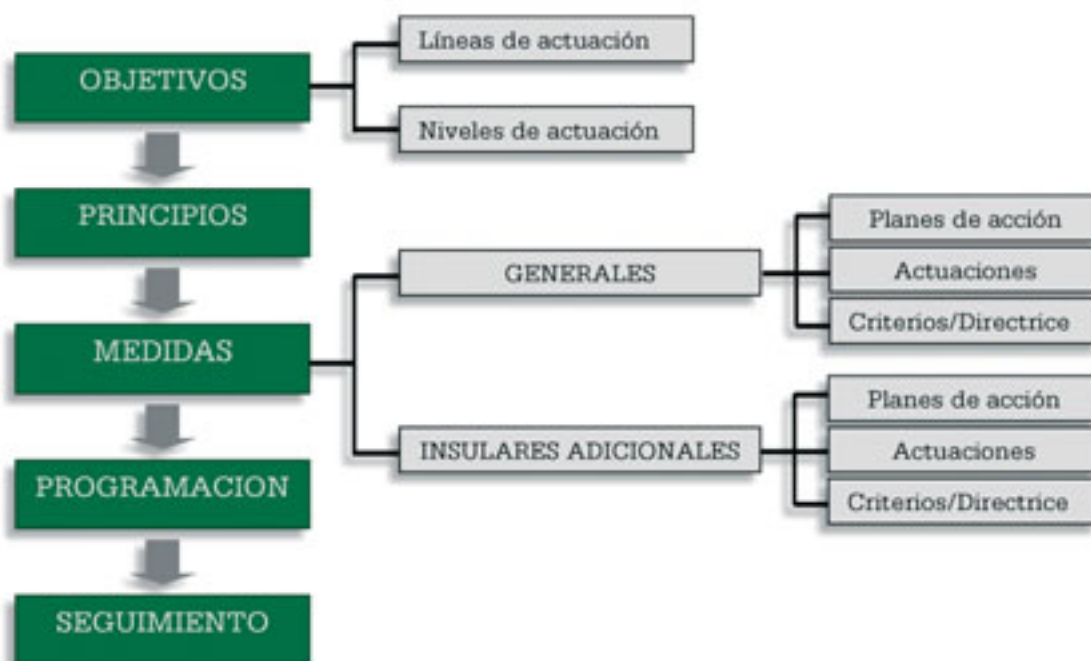 OBJETIVOS
Líneas de actuación
Niveles de actuación
PRINCIPIOS
MEDIDAS
GENERALES
Planes de acción
Actuaciones
Criterios/Directrice
INSULARES ADICIONALES
Planes de acción
Actuaciones
Criterios/Directrice
PROGRAMACION
SEGUIMIENTO